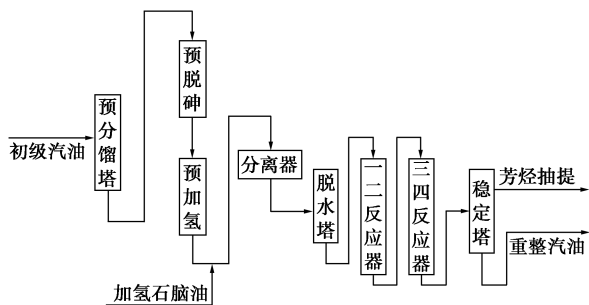 初级汽油
预分馏塔
预脱砷
预加氢
加氢石脑油
分离器
脱水塔
一二反应器
三四反应器
稳定塔
芳烃抽提
重整汽油